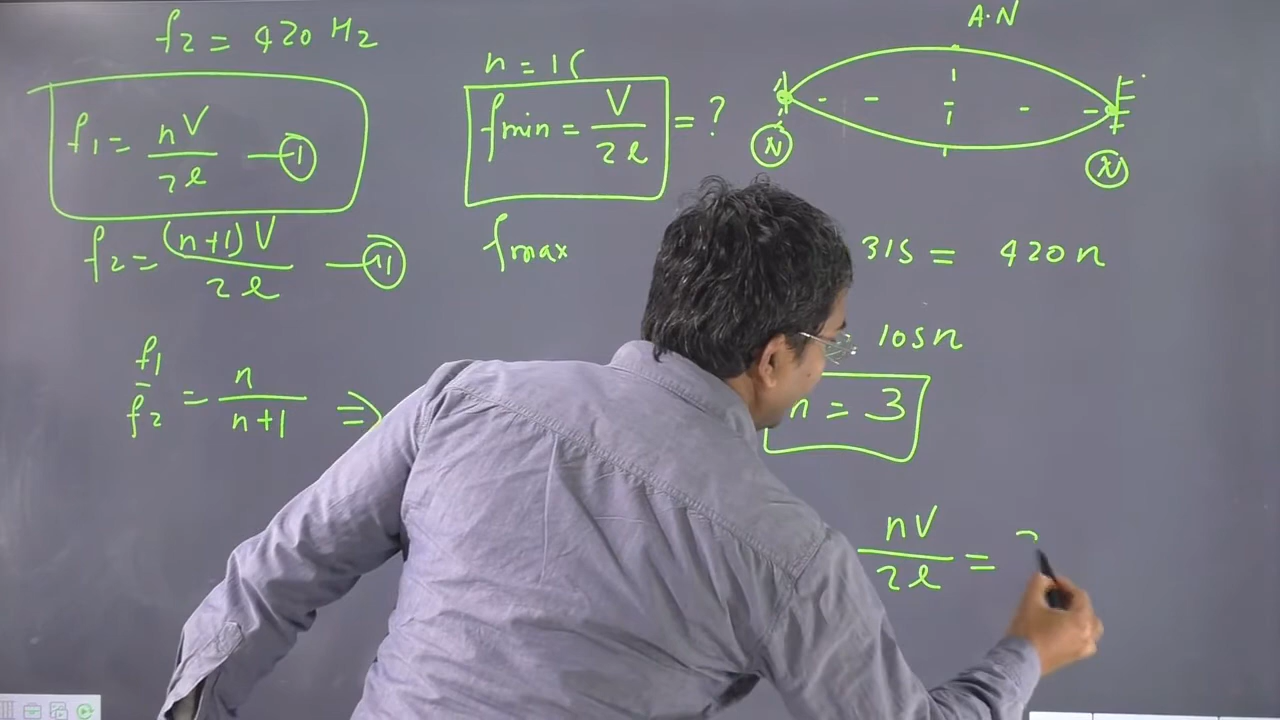 f2 = 420 Hz
f1 = nV/2l — I
f2 = (n+1)V/2l — II
f1/f2 = n/n+1 ⇒
n = 1
fmin = V/2l = ?
fmax
A.N
N N
315 = 420n
105n
n = 3
nV/2l =